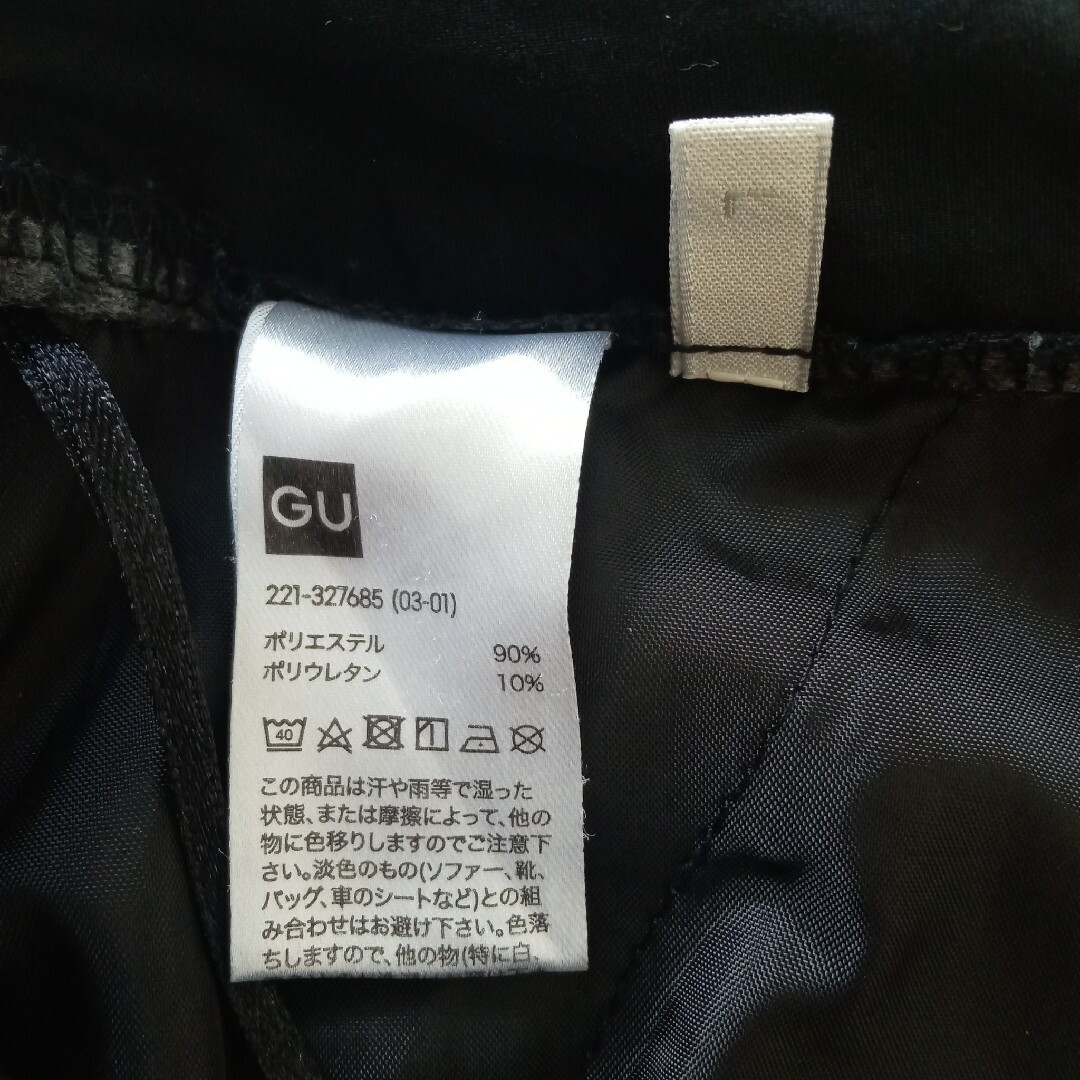 L
GU
221-327685 (03-01)
ポリエステル 90%
ポリウレタン 10%
40
この商品は汗や雨等で湿った
状態、または摩擦によって、他の
物に色移りしますのでご注意下
さい。淡色のもの(ソファー、靴、
バッグ、車のシートなど)との組
み合わせはお避け下さい。色落
ちしますので、他の物(特に白、